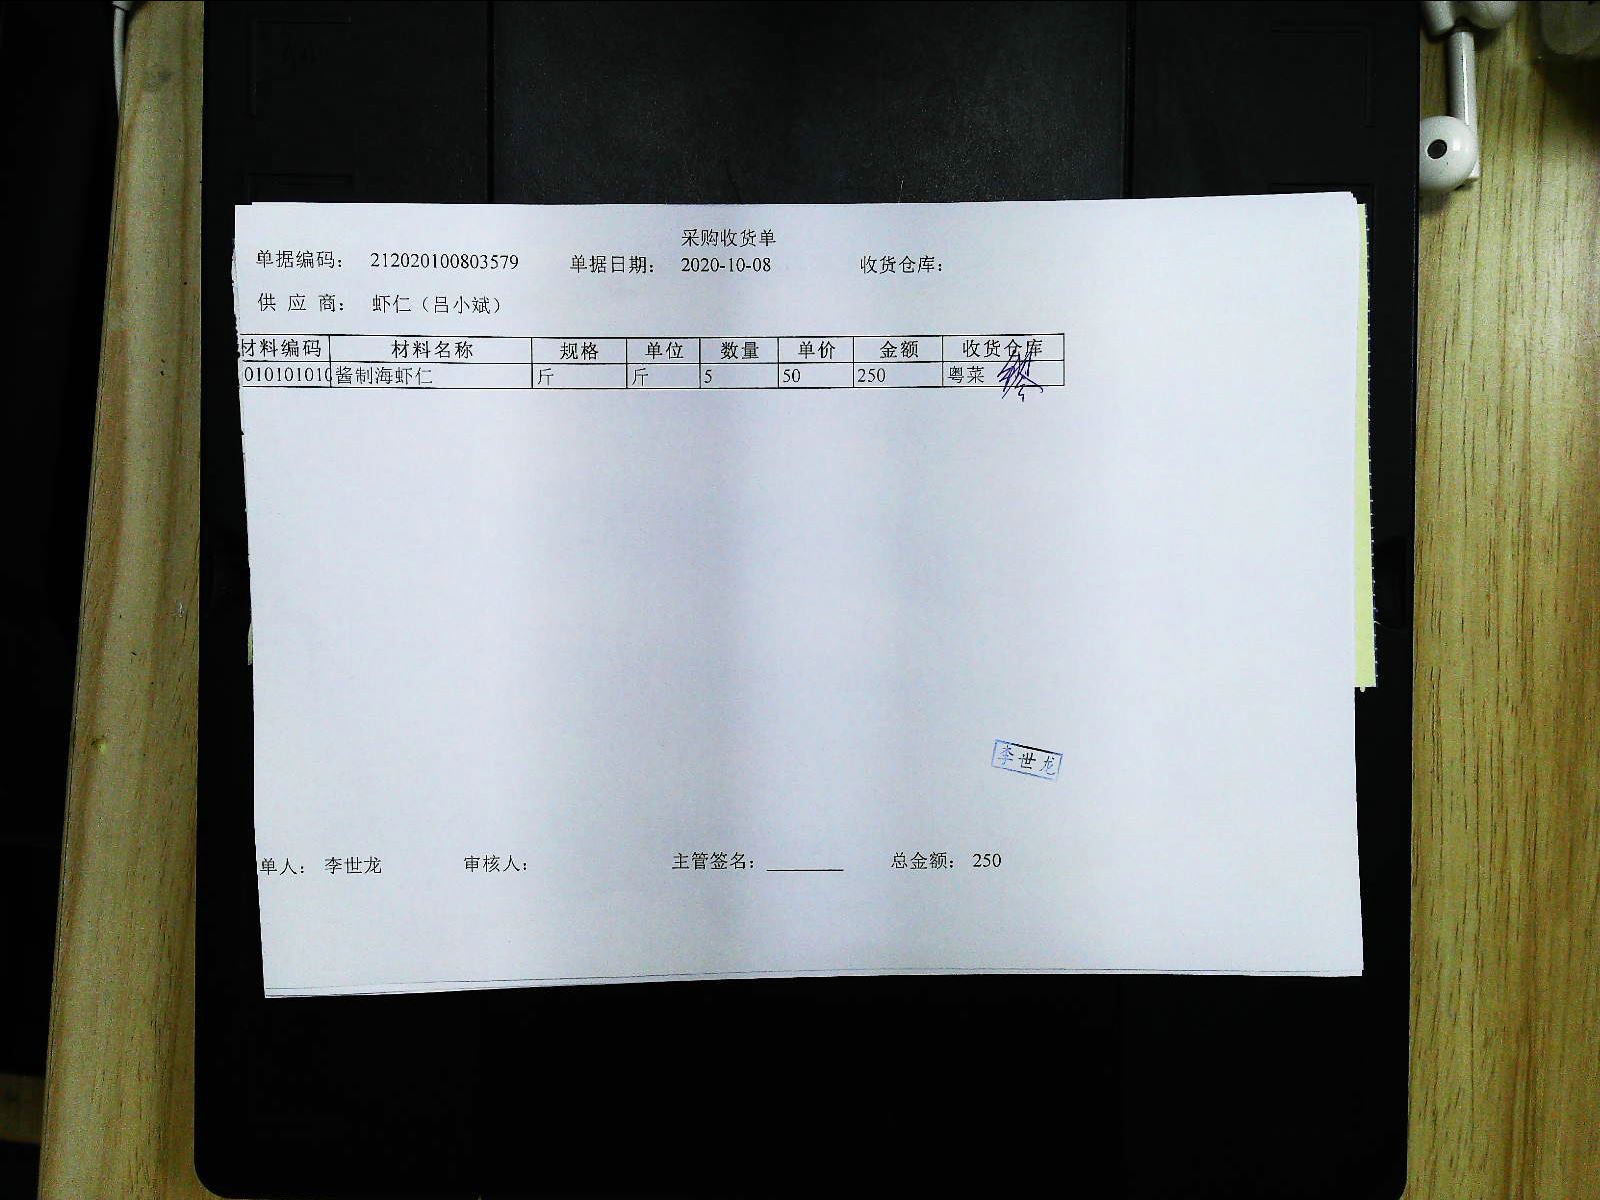 采购收货单
单据编码： 212020100803579 单据日期： 2020-10-08 收货仓库：
供 应 商： 虾仁（吕小斌）
材料编码 材料名称 规格 单位 数量 单价 金额 收货仓库
010101010 酱制海虾仁 斤 斤 5 50 250 粤菜
李世龙
单人： 李世龙 审核人： 主管签名： 总金额： 250